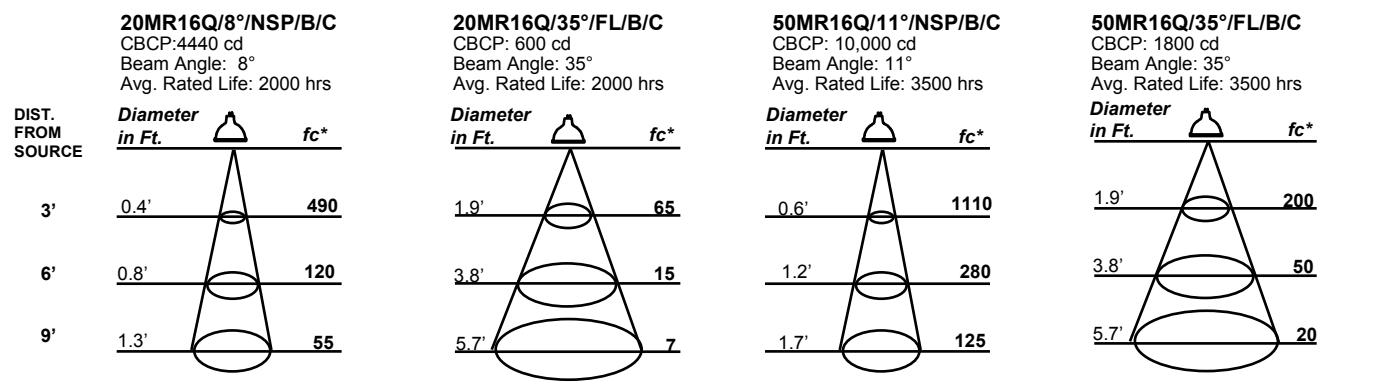 20MR16Q/8°/NSP/B/C
CBCP:4440 cd
Beam Angle: 8°
Avg. Rated Life: 2000 hrs
20MR16Q/35°/FL/B/C
CBCP: 600 cd
Beam Angle: 35°
Avg. Rated Life: 2000 hrs
50MR16Q/11°/NSP/B/C
CBCP: 10,000 cd
Beam Angle: 11°
Avg. Rated Life: 3500 hrs
50MR16Q/35°/FL/B/C
CBCP: 1800 cd
Beam Angle: 35°
Avg. Rated Life: 3500 hrs
DIST.
FROM
SOURCE
Diameter
in Ft. fc*
Diameter
in Ft. fc*
Diameter
in Ft. fc*
Diameter
in Ft. fc*
3’ 0.4’ 490 1.9’ 65 0.6’ 1110 1.9’ 200
6’ 0.8’ 120 3.8’ 15 1.2’ 280 3.8’ 50
9’ 1.3’ 55 5.7’ 7 1.7’ 125 5.7’ 20